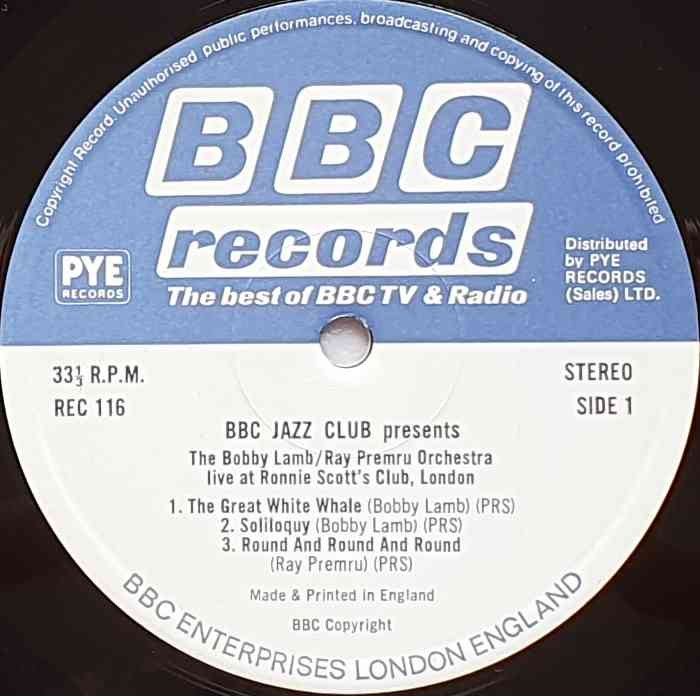 Copyright Record. Unauthorised public performances, broadcasting and copying of this record prohibited
BBC
records
The best of BBC TV & Radio
PYE
RECORDS
Distributed
by PYE
RECORDS
(Sales) LTD.
33⅓ R.P.M.
REC 116
STEREO
SIDE 1
BBC JAZZ CLUB presents
The Bobby Lamb/Ray Premru Orchestra
live at Ronnie Scott's Club, London
1. The Great White Whale (Bobby Lamb) (PRS)
2. Soliloquy (Bobby Lamb) (PRS)
3. Round And Round And Round
(Ray Premru) (PRS)
Made & Printed in England
BBC Copyright
BBC ENTERPRISES LONDON ENGLAND